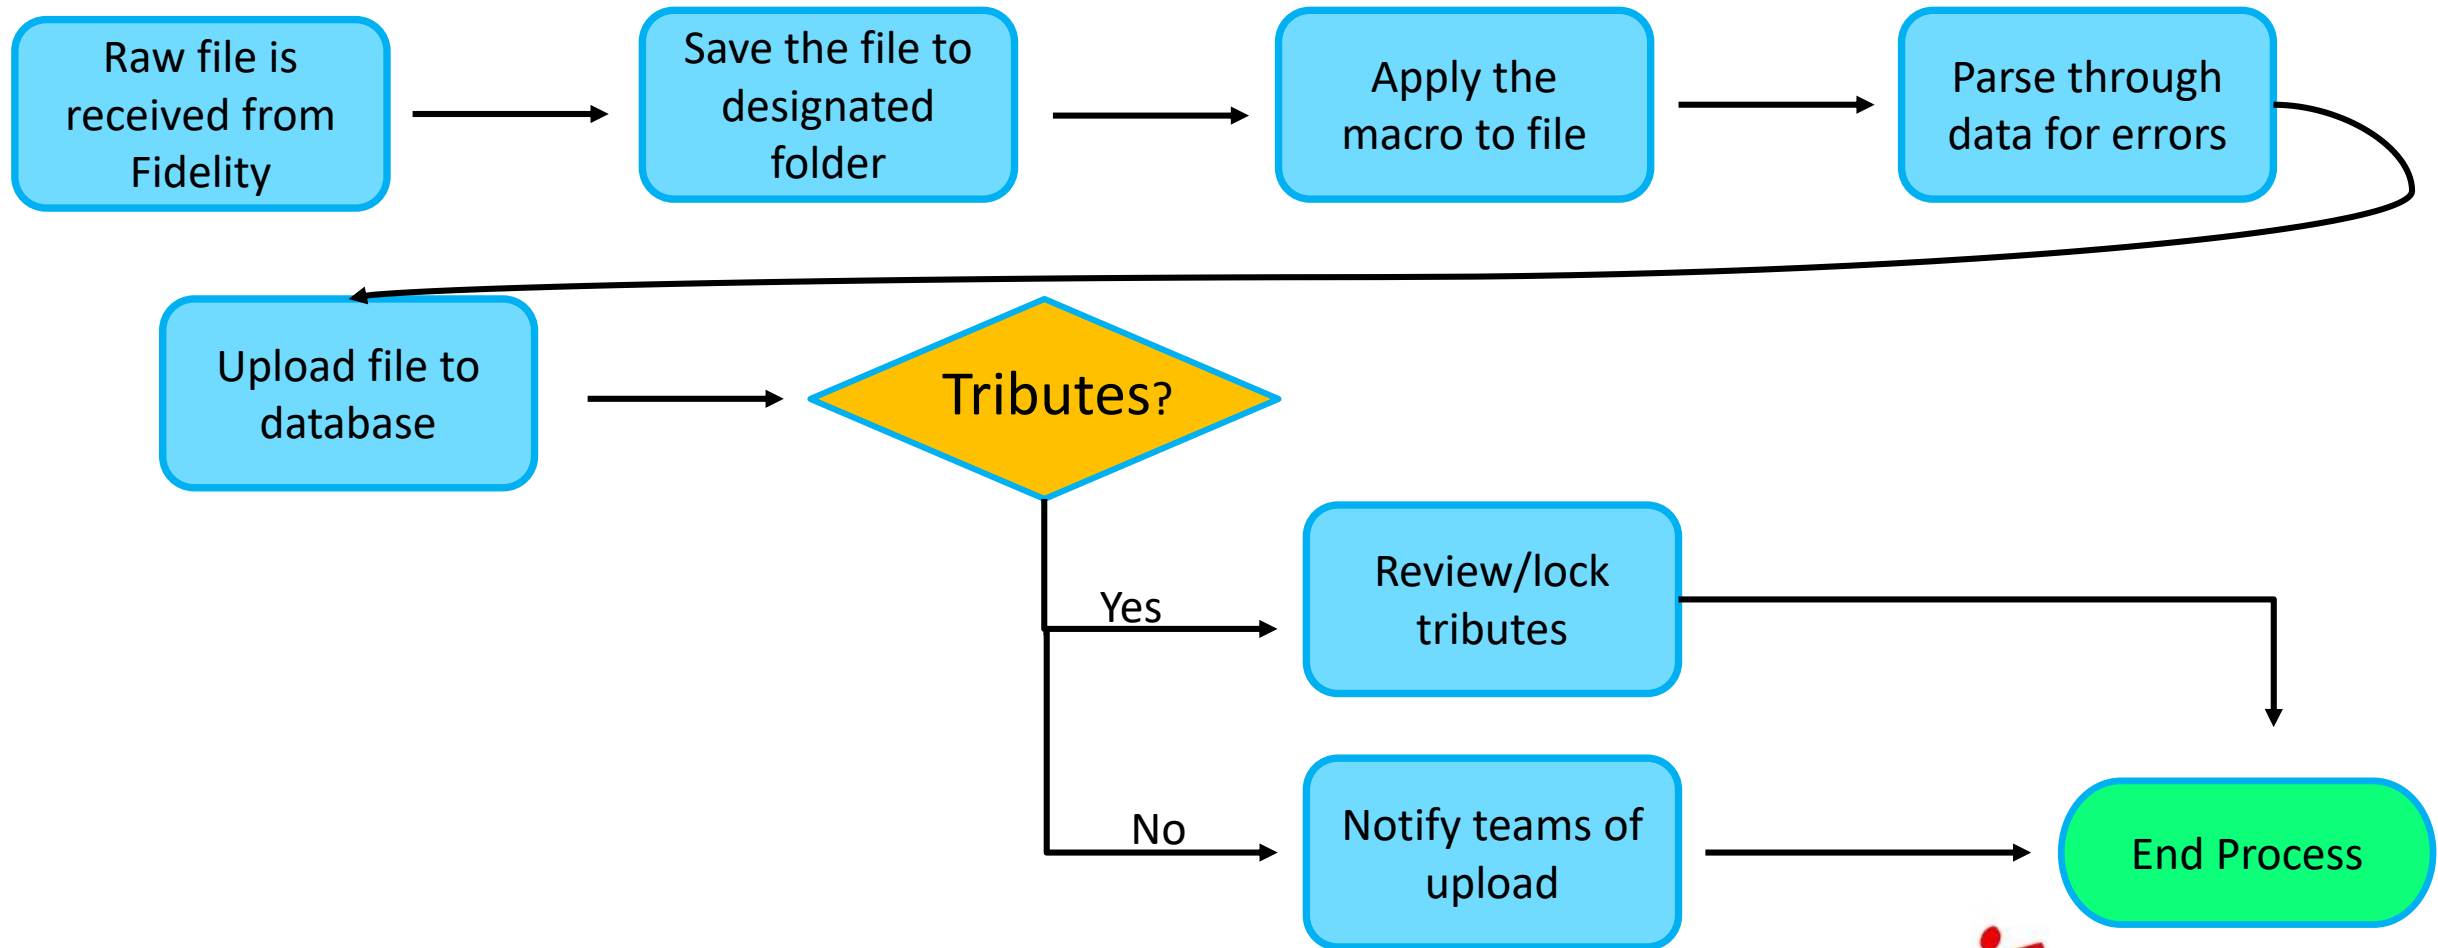 Raw file is
received from
Fidelity
Save the file to
designated
folder
Apply the
macro to file
Parse through
data for errors
Upload file to
database
Tributes?
Yes
Review/lock
tributes
No
Notify teams of
upload
End Process